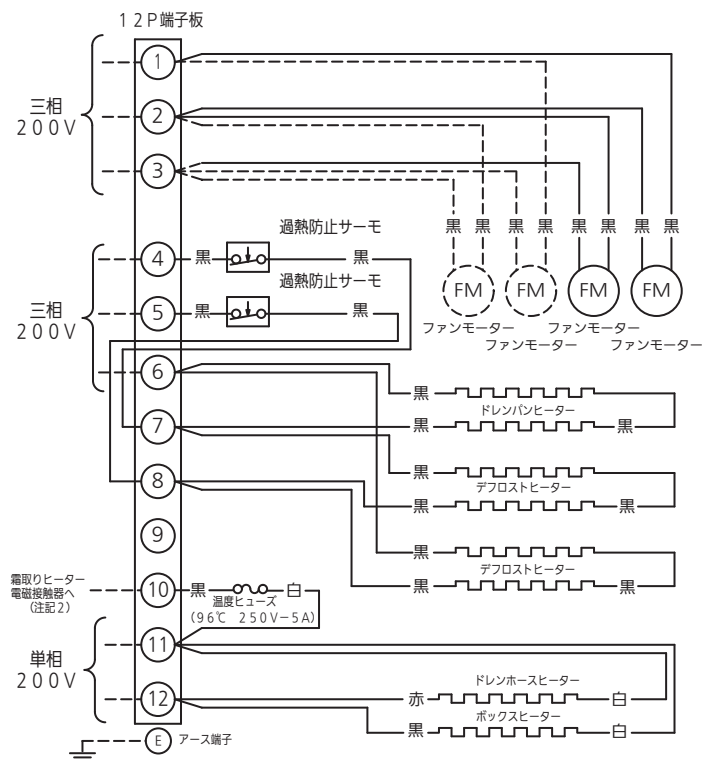 １２Ｐ端子板
①
三相
２００Ｖ
②
③
黒 黒 黒 黒 黒 黒 黒 黒
FM FM FM FM
ファンモーター ファンモーター
ファンモーター ファンモーター
過熱防止サーモ
④ 黒 黒
過熱防止サーモ
三相
２００Ｖ
⑤ 黒 黒
⑥
黒
ドレンパンヒーター
⑦
黒 黒
黒
デフロストヒーター
⑧
黒 黒
⑨
黒
デフロストヒーター
黒 黒
霜取りヒーター
電磁接触器へ
（注記２）
⑩ 黒 白
温度ヒューズ
（９６℃ ２５０Ｖ－５Ａ）
⑪
単相
２００Ｖ
ドレンホースヒーター
⑫ 赤 白
ボックスヒーター
黒 白
E アース端子